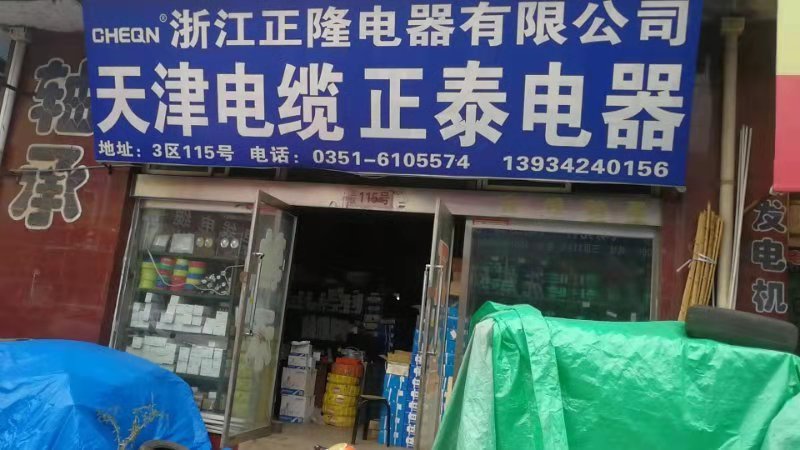 CHEQN® 浙江正隆电器有限公司
天津电缆 正泰电器
地址：3区115号 电话：0351-6105574 13934240156
轴承
115号
发电机